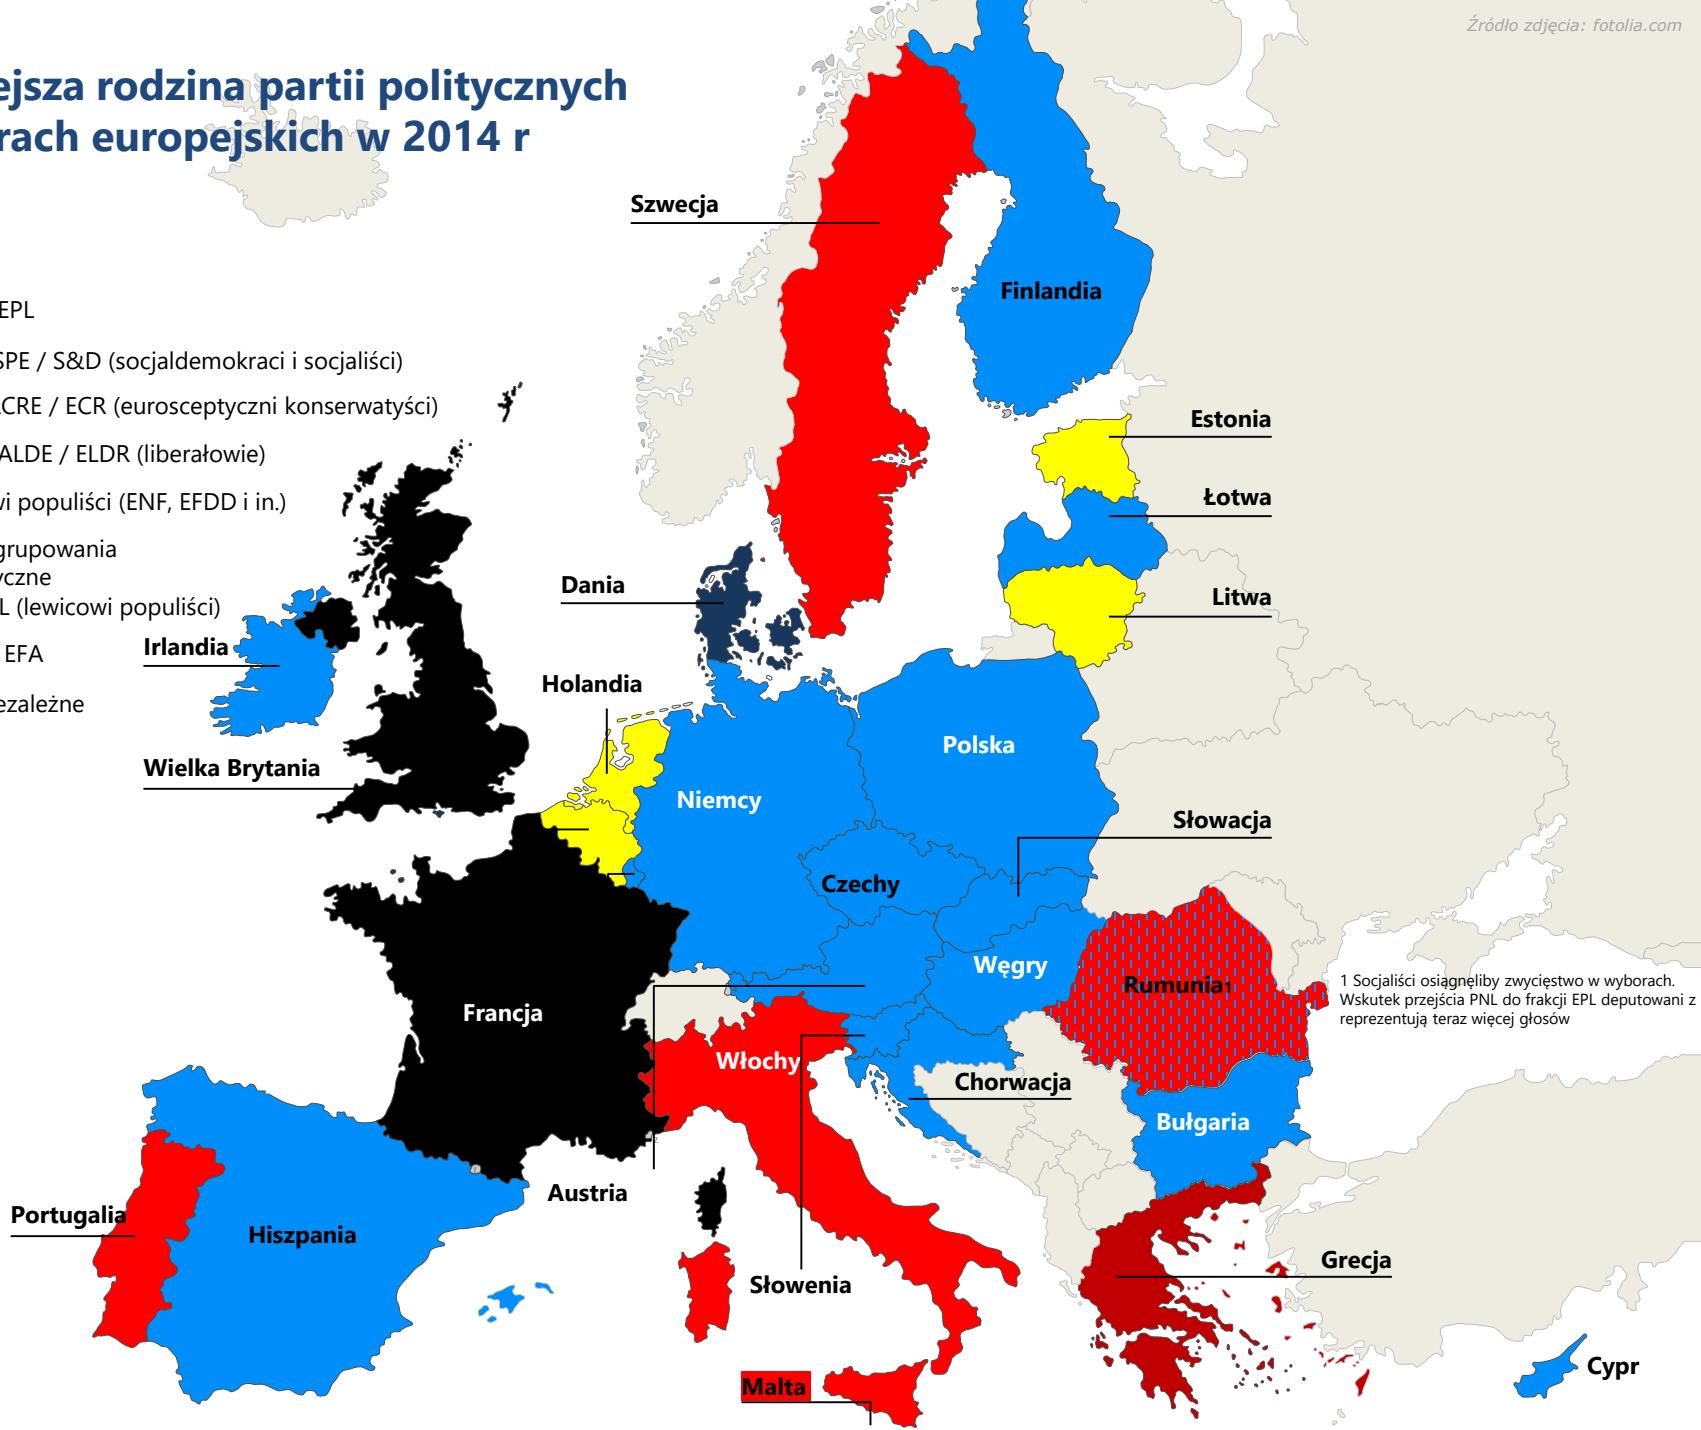 Źródło zdjęcia: fotolia.com
ejsza rodzina partii politycznych
rach europejskich w 2014 r
EPL
SPE / S&D (socjaldemokraci i socjaliści)
CRE / ECR (eurosceptyczni konserwatyści)
ALDE / ELDR (liberałowie)
wi populiści (ENF, EFDD i in.)
grupowania
yczne
L (lewicowi populiści)
EFA
ezależne
Szwecja
Finlandia
Estonia
Łotwa
Litwa
Dania
Irlandia
Holandia
Wielka Brytania
Polska
Niemcy
Słowacja
Czechy
Węgry
Rumunia1
1 Socjaliści osiągnęliby zwycięstwo w wyborach.
Wskutek przejścia PNL do frakcji EPL deputowani z
reprezentują teraz więcej głosów
Francja
Włochy
Chorwacja
Bułgaria
Austria
Portugalia
Hiszpania
Słowenia
Grecja
Malta
Cypr